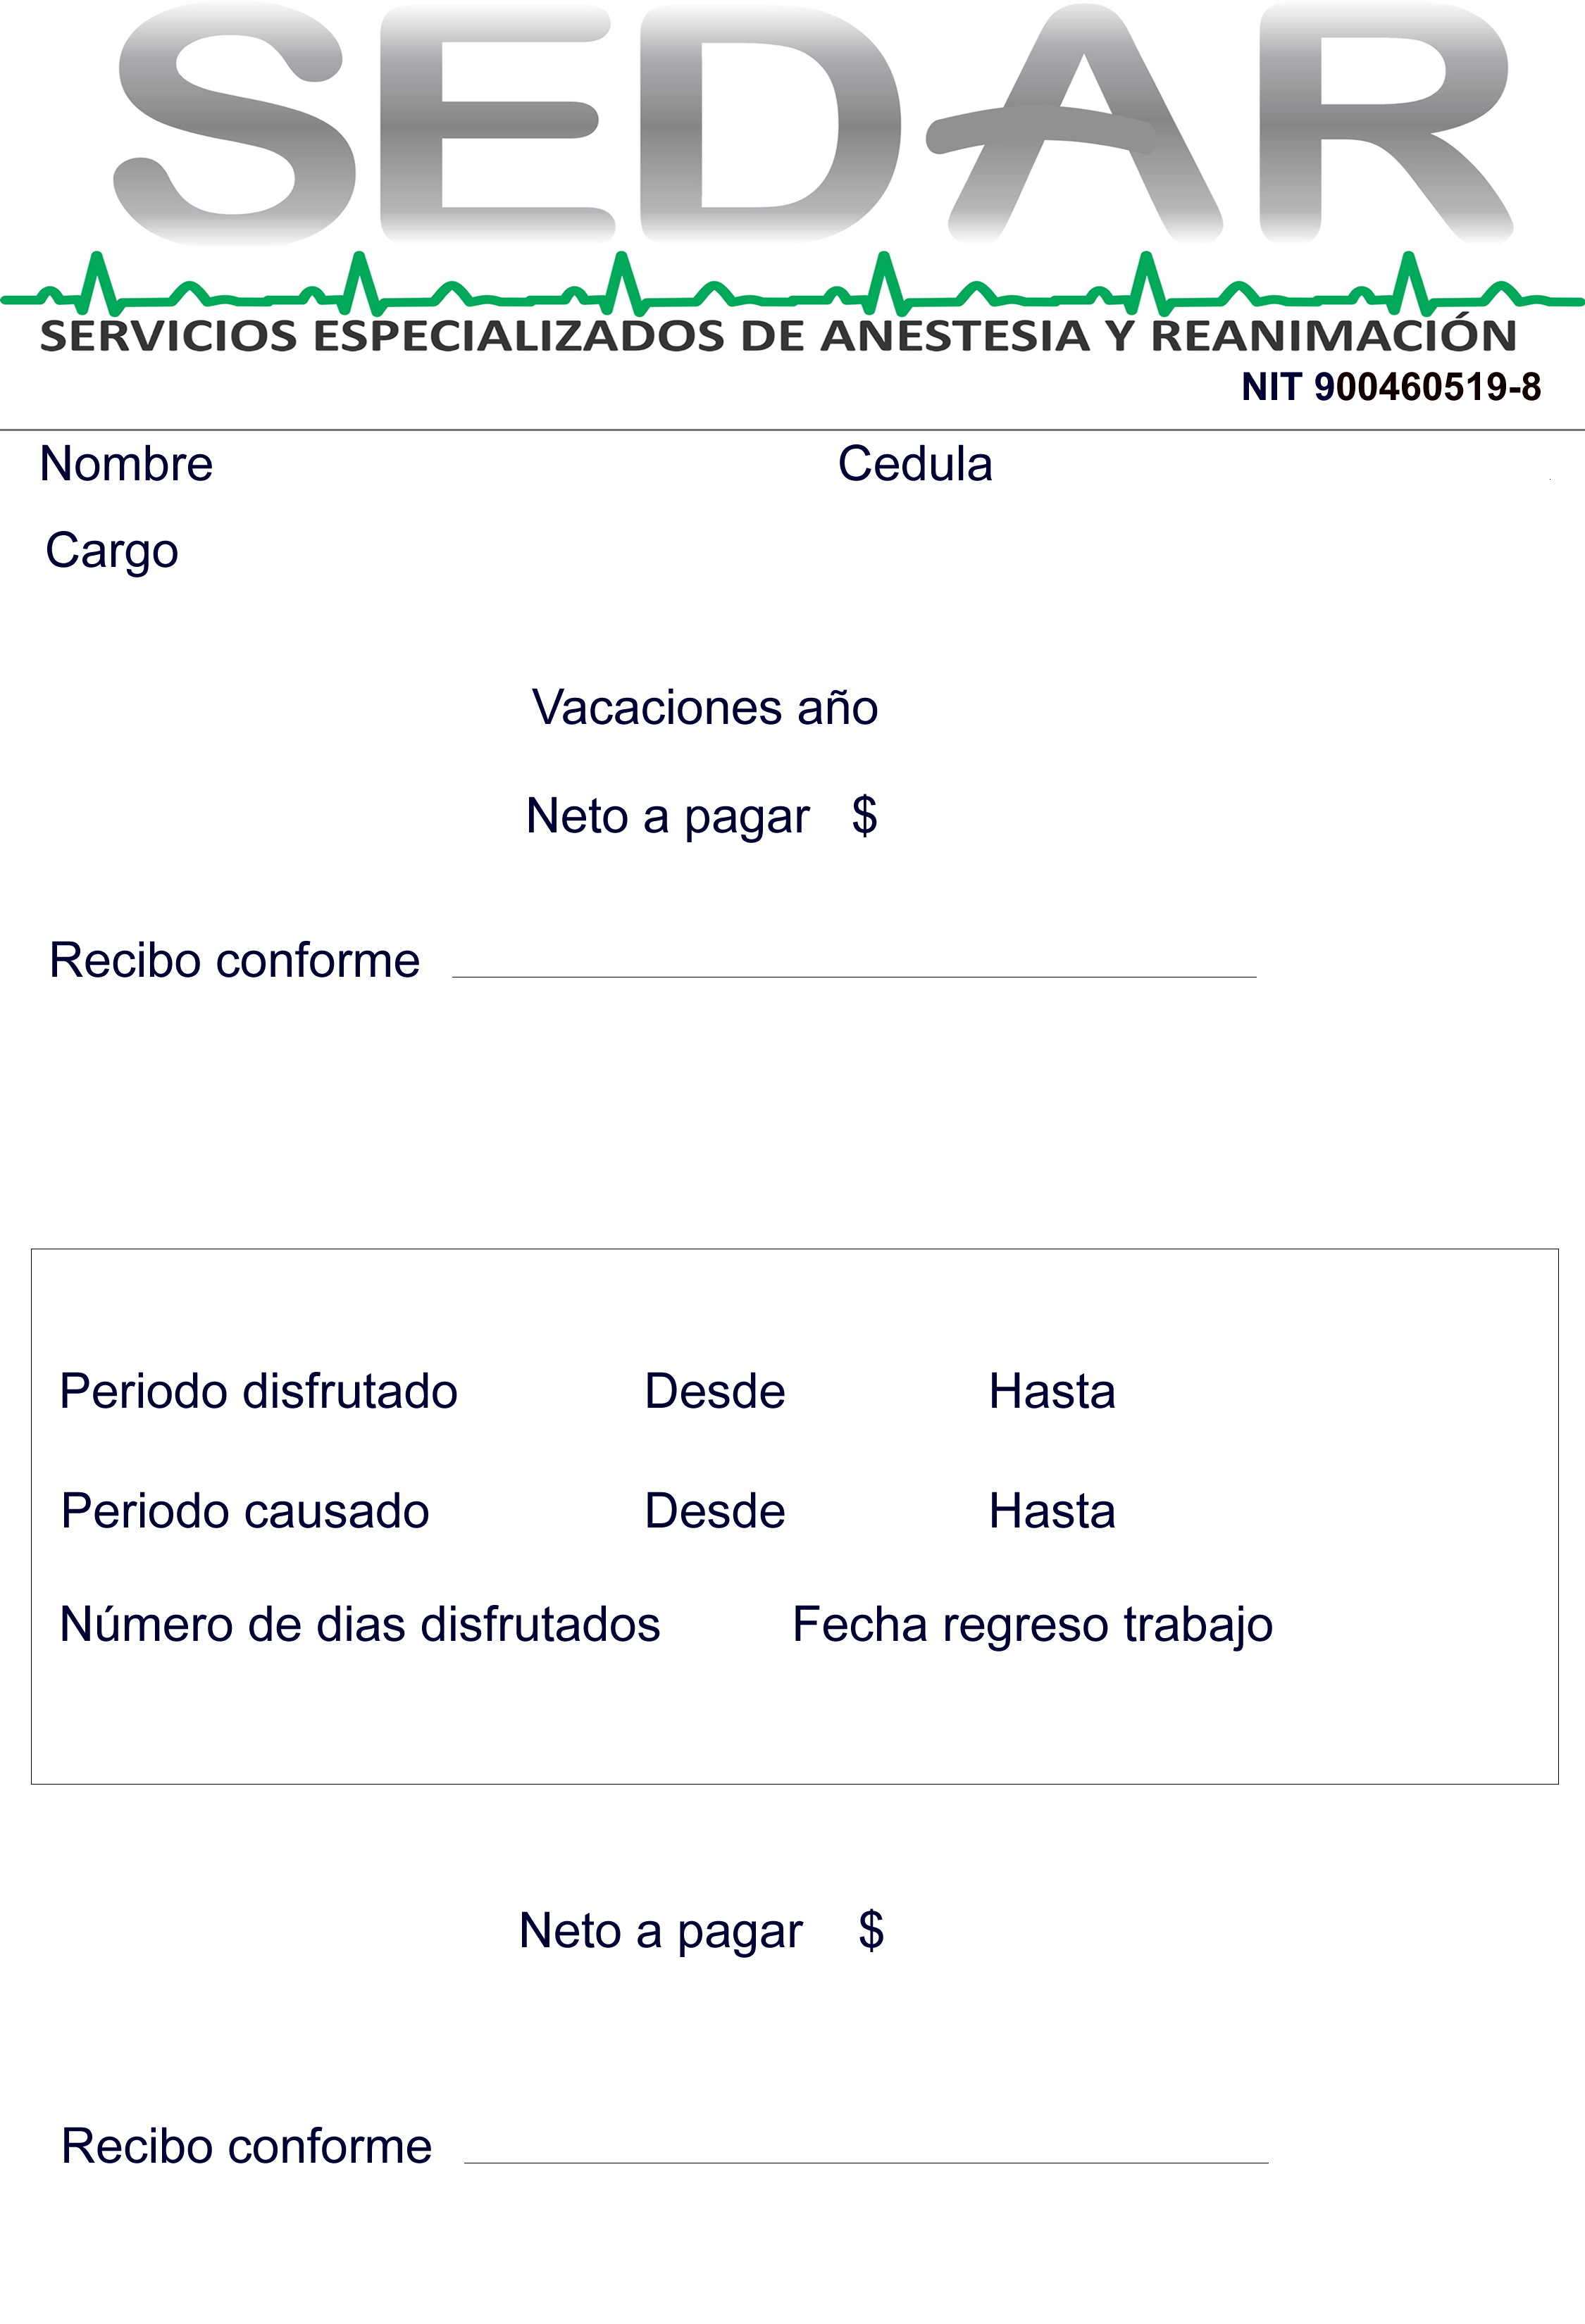 SEDAR
SERVICIOS ESPECIALIZADOS DE ANESTESIA Y REANIMACIÓN
NIT 900460519-8
Nombre Cedula
Cargo
Vacaciones año
Neto a pagar $
Recibo conforme
Periodo disfrutado Desde Hasta
Periodo causado Desde Hasta
Número de dias disfrutados Fecha regreso trabajo
Neto a pagar $
Recibo conforme